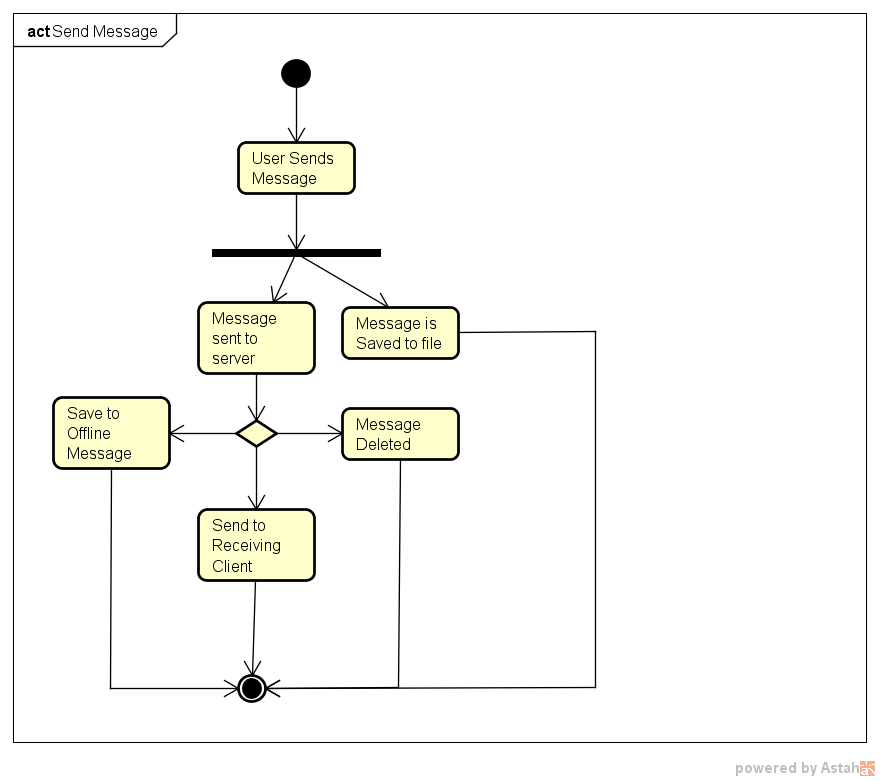 act Send Message
User Sends
Message
Message
sent to
server
Message is
Saved to file
Save to
Offline
Message
Message
Deleted
Send to
Receiving
Client
powered by Astah